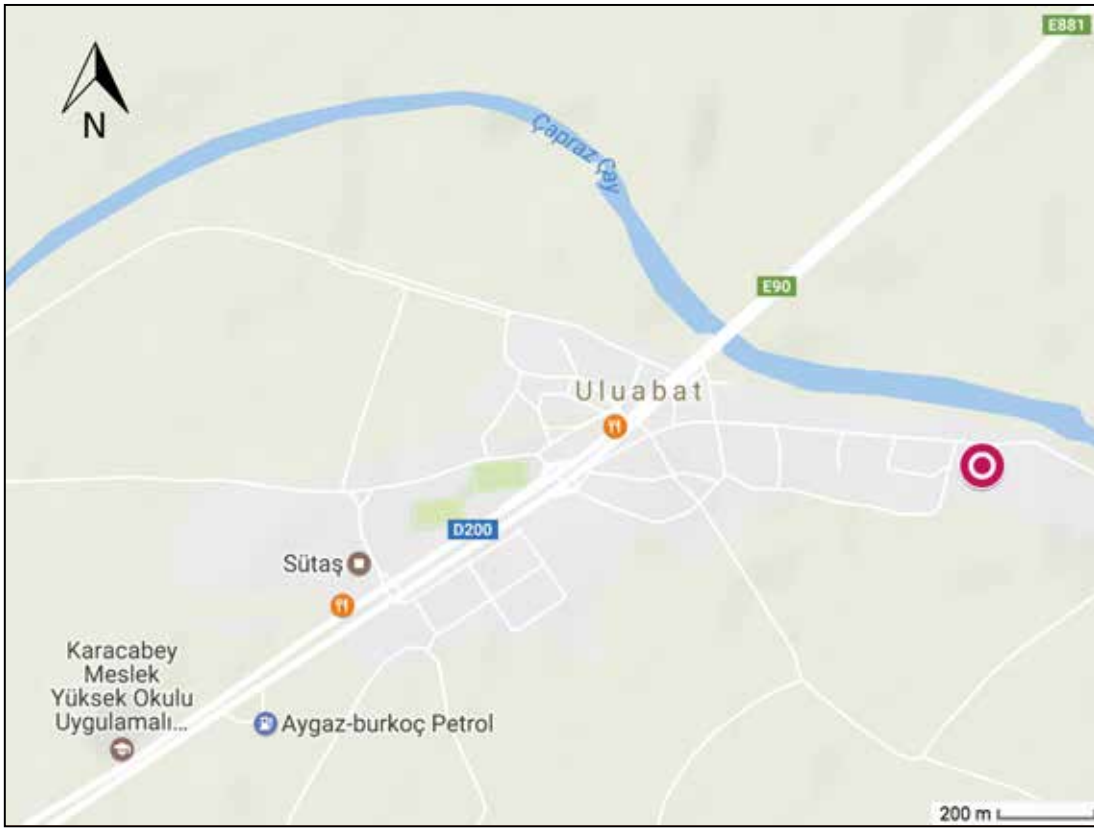 E881
N
Çapraz Çay
E90
Uluabat
D200
Sütaş
Karacabey
Meslek
Yüksek Okulu
Uygulamalı...
Aygaz-burkoç Petrol
200 m